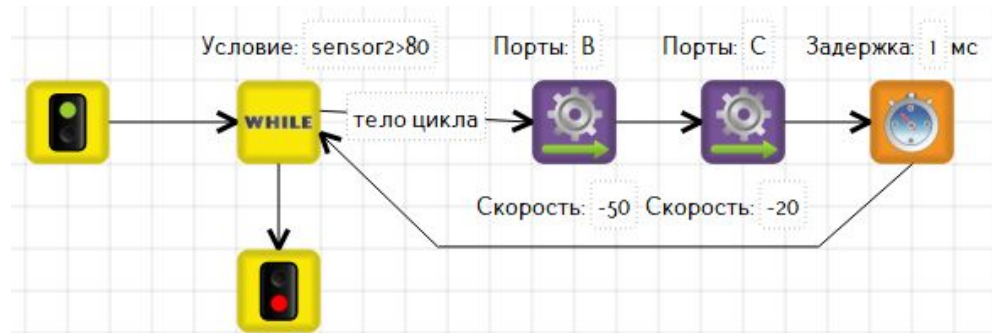 Условие: sensor2>80 Порты: B Порты: C Задержка: 1 мс
WHILE тело цикла
Скорость: -50 Скорость: -20